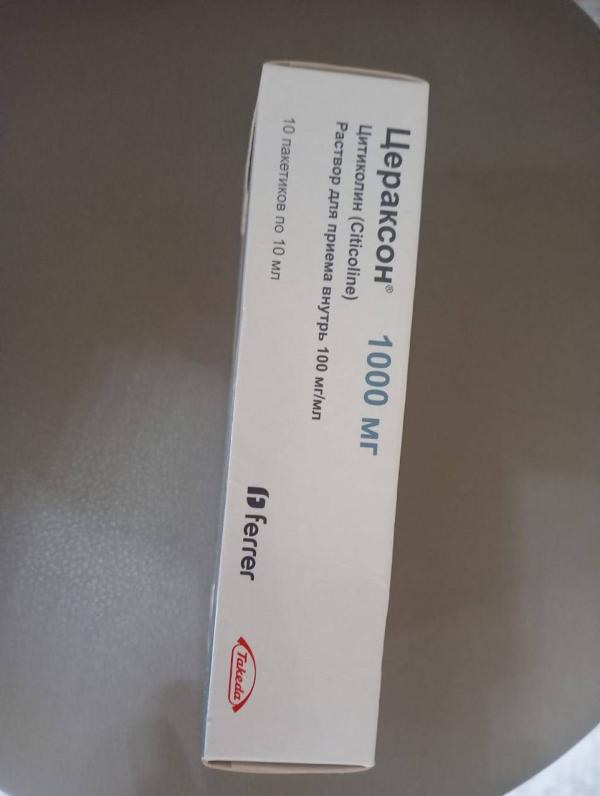 Цераксон® 1000 мг
Цитиколин (Citicoline)
Раствор для приема внутрь 100 мг/мл
10 пакетиков по 10 мл
ferrer
Takeda